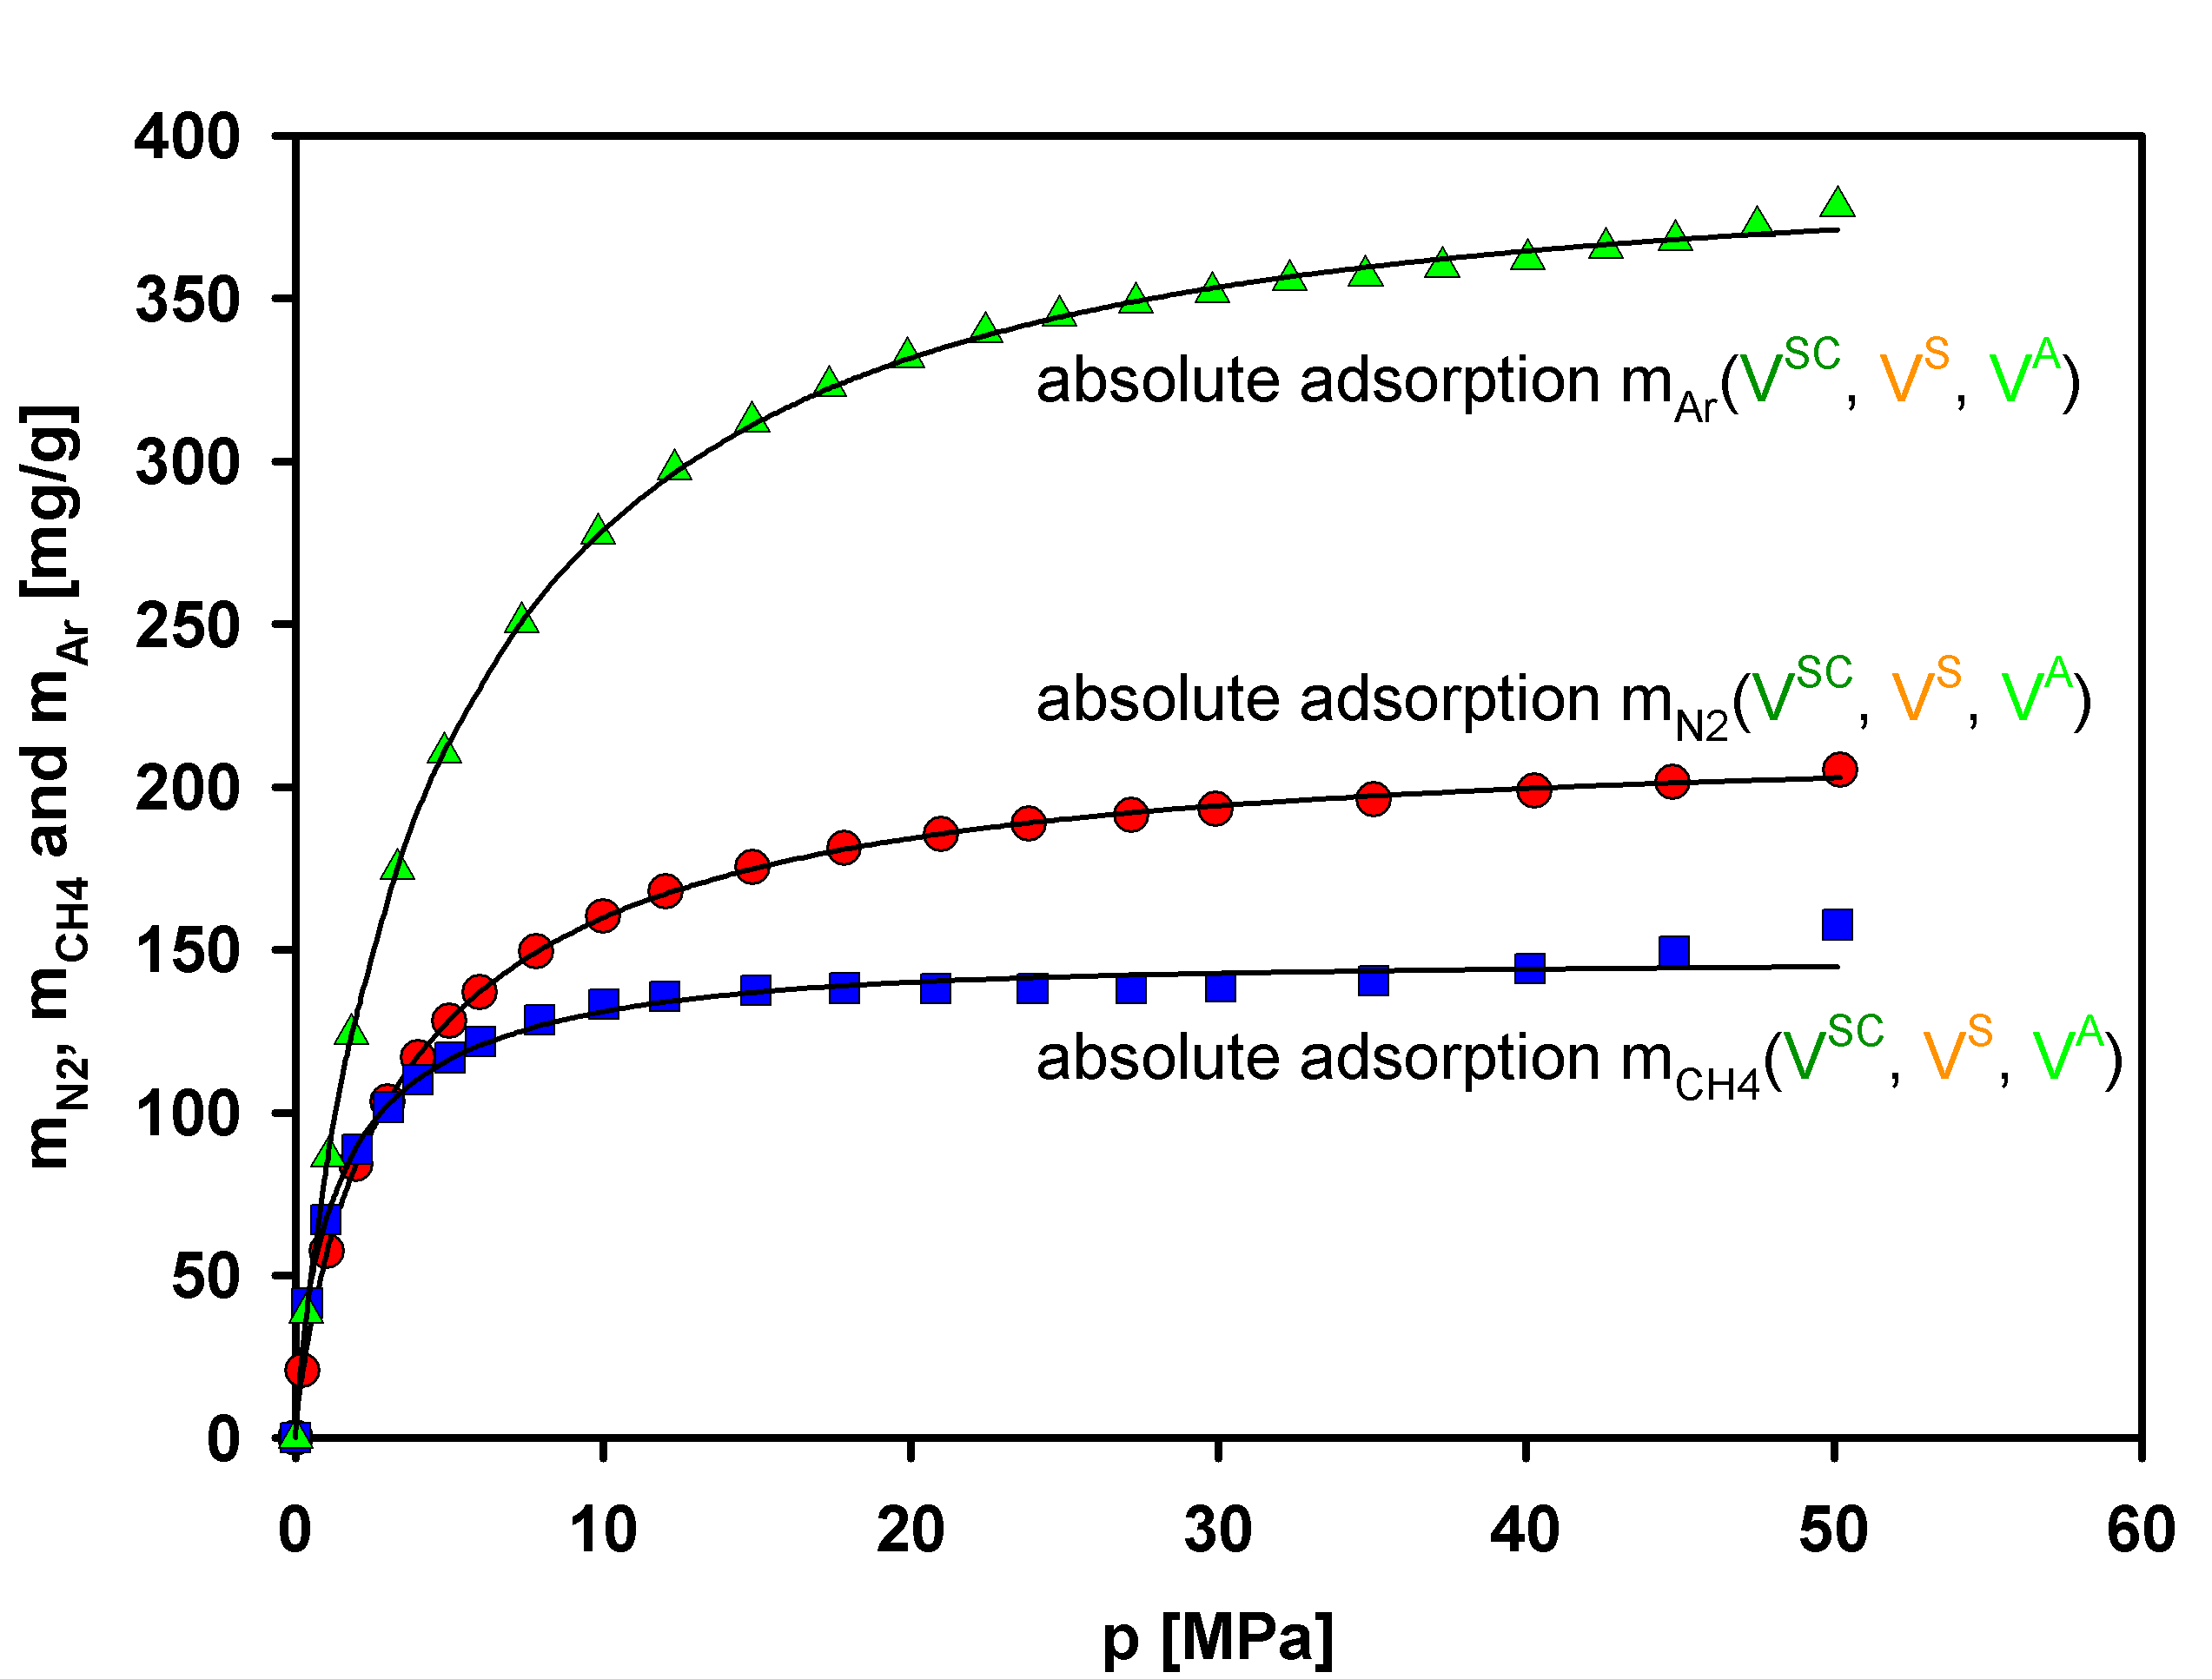 400
350
300
250
200
150
100
50
0
0 10 20 30 40 50 60
p [MPa]
mN2, mCH4 and mAr [mg/g]
absolute adsorption mAr(VSC, VS, VA)
absolute adsorption mN2(VSC, VS, VA)
absolute adsorption mCH4(VSC, VS, VA)